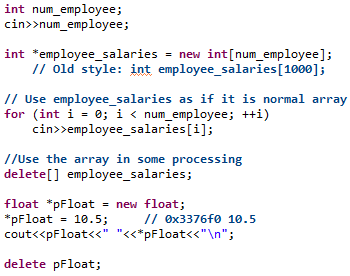 int num_employee;
cin>>num_employee;
int *employee_salaries = new int[num_employee];
// Old style: int employee_salaries[1000];
// Use employee_salaries as if it is normal array
for (int i = 0; i < num_employee; ++i)
cin>>employee_salaries[i];
//Use the array in some processing
delete[] employee_salaries;
float *pFloat = new float;
*pFloat = 10.5;     // 0x3376f0 10.5
cout<<pFloat<<" "<<*pFloat<<"\n";
delete pFloat;